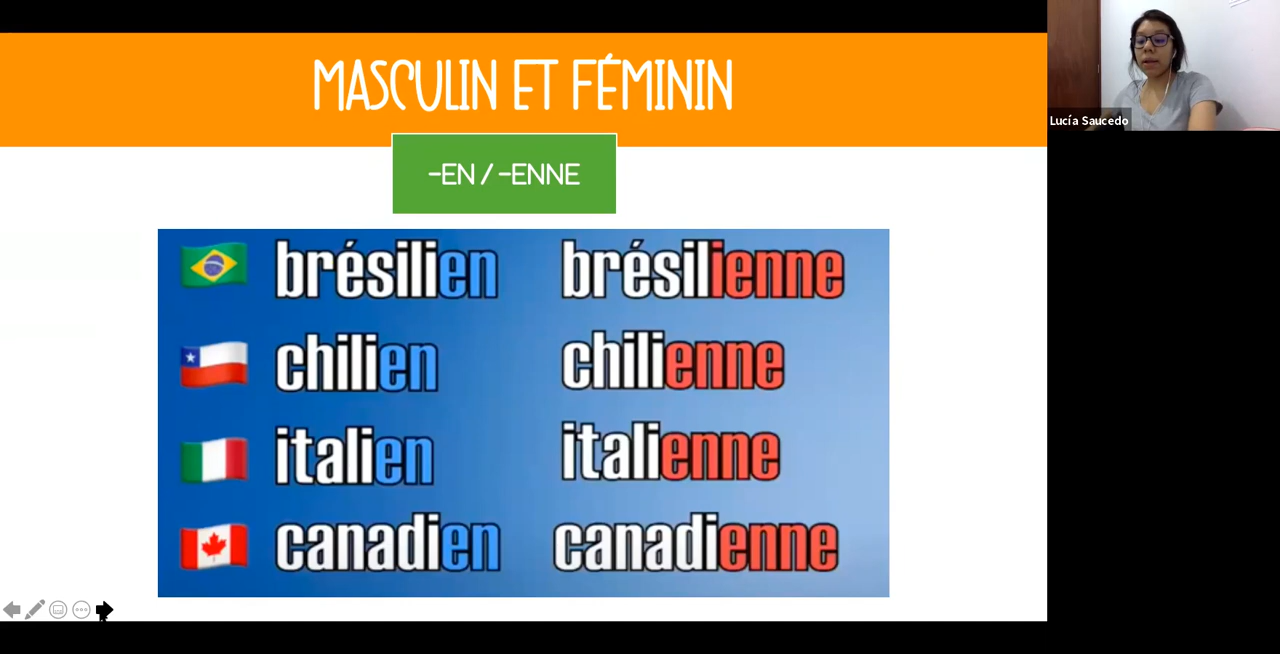 MASCULIN ET FÉMININ
-EN / -ENNE
brésilien brésilienne
chilien chilienne
italien italienne
canadien canadienne
Lucía Saucedo